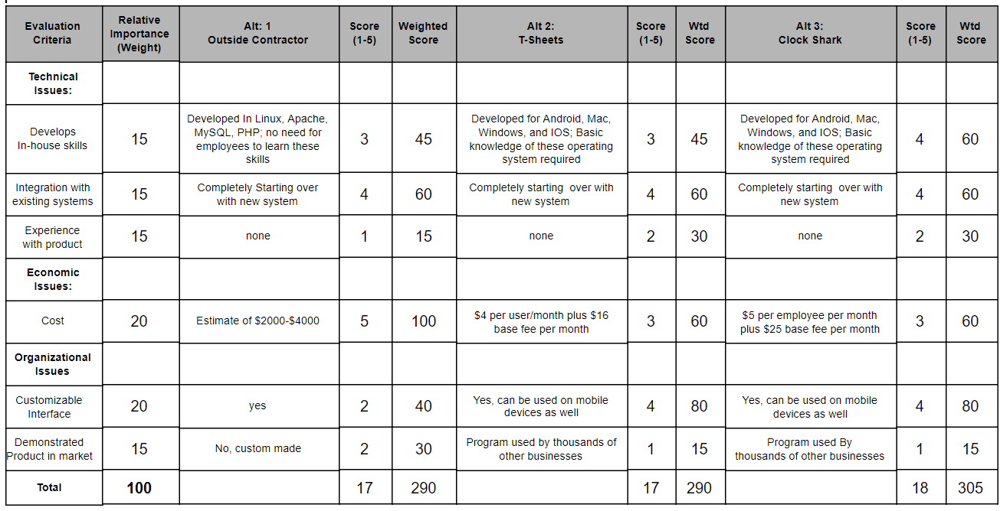 Evaluation
Criteria
Relative
Importance
(Weight)
Alt: 1
Outside Contractor
Score
(1-5)
Weighted
Score
Alt 2:
T-Sheets
Score
(1-5)
Wtd
Score
Alt 3:
Clock Shark
Score
(1-5)
Wtd
Score
Technical
Issues:
Develops
In-house skills
15
Developed In Linux, Apache,
MySQL, PHP; no need for
employees to learn these
skills
3
45
Developed for Android, Mac,
Windows, and IOS; Basic
knowledge of these operating
system required
3
45
Developed for Android, Mac,
Windows, and IOS; Basic
knowledge of these operating
system required
4
60
Integration with
existing systems
15
Completely Starting over
with new system
4
60
Completely starting over with
new system
4
60
Completely starting over with
new system
4
60
Experience
with product
15
none
1
15
none
2
30
none
2
30
Economic
Issues:
Cost
20
Estimate of $2000-$4000
5
100
$4 per user/month plus $16
base fee per month
3
60
$5 per employee per month
plus $25 base fee per month
3
60
Organizational
Issues
Customizable
Interface
20
yes
2
40
Yes, can be used on mobile
devices as well
4
80
Yes, can be used on mobile
devices as well
4
80
Demonstrated
Product in market
15
No, custom made
2
30
Program used by thousands of
other businesses
1
15
Program used By
thousands of other businesses
1
15
Total
100
17
290
17
290
18
305